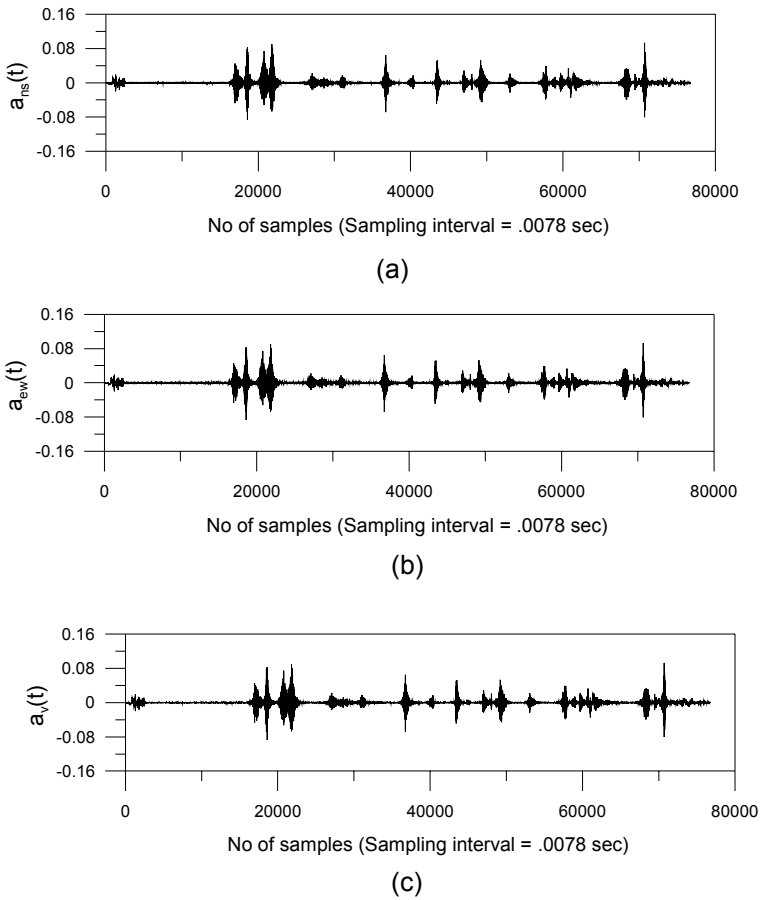 0.16
0.08
0
-0.08
-0.16
a_ns(t)
0 20000 40000 60000 80000
No of samples (Sampling interval = .0078 sec)
(a)
0.16
0.08
0
-0.08
-0.16
a_ew(t)
0 20000 40000 60000 80000
No of samples (Sampling interval = .0078 sec)
(b)
0.16
0.08
0
-0.08
-0.16
a_v(t)
0 20000 40000 60000 80000
No of samples (Sampling interval = .0078 sec)
(c)